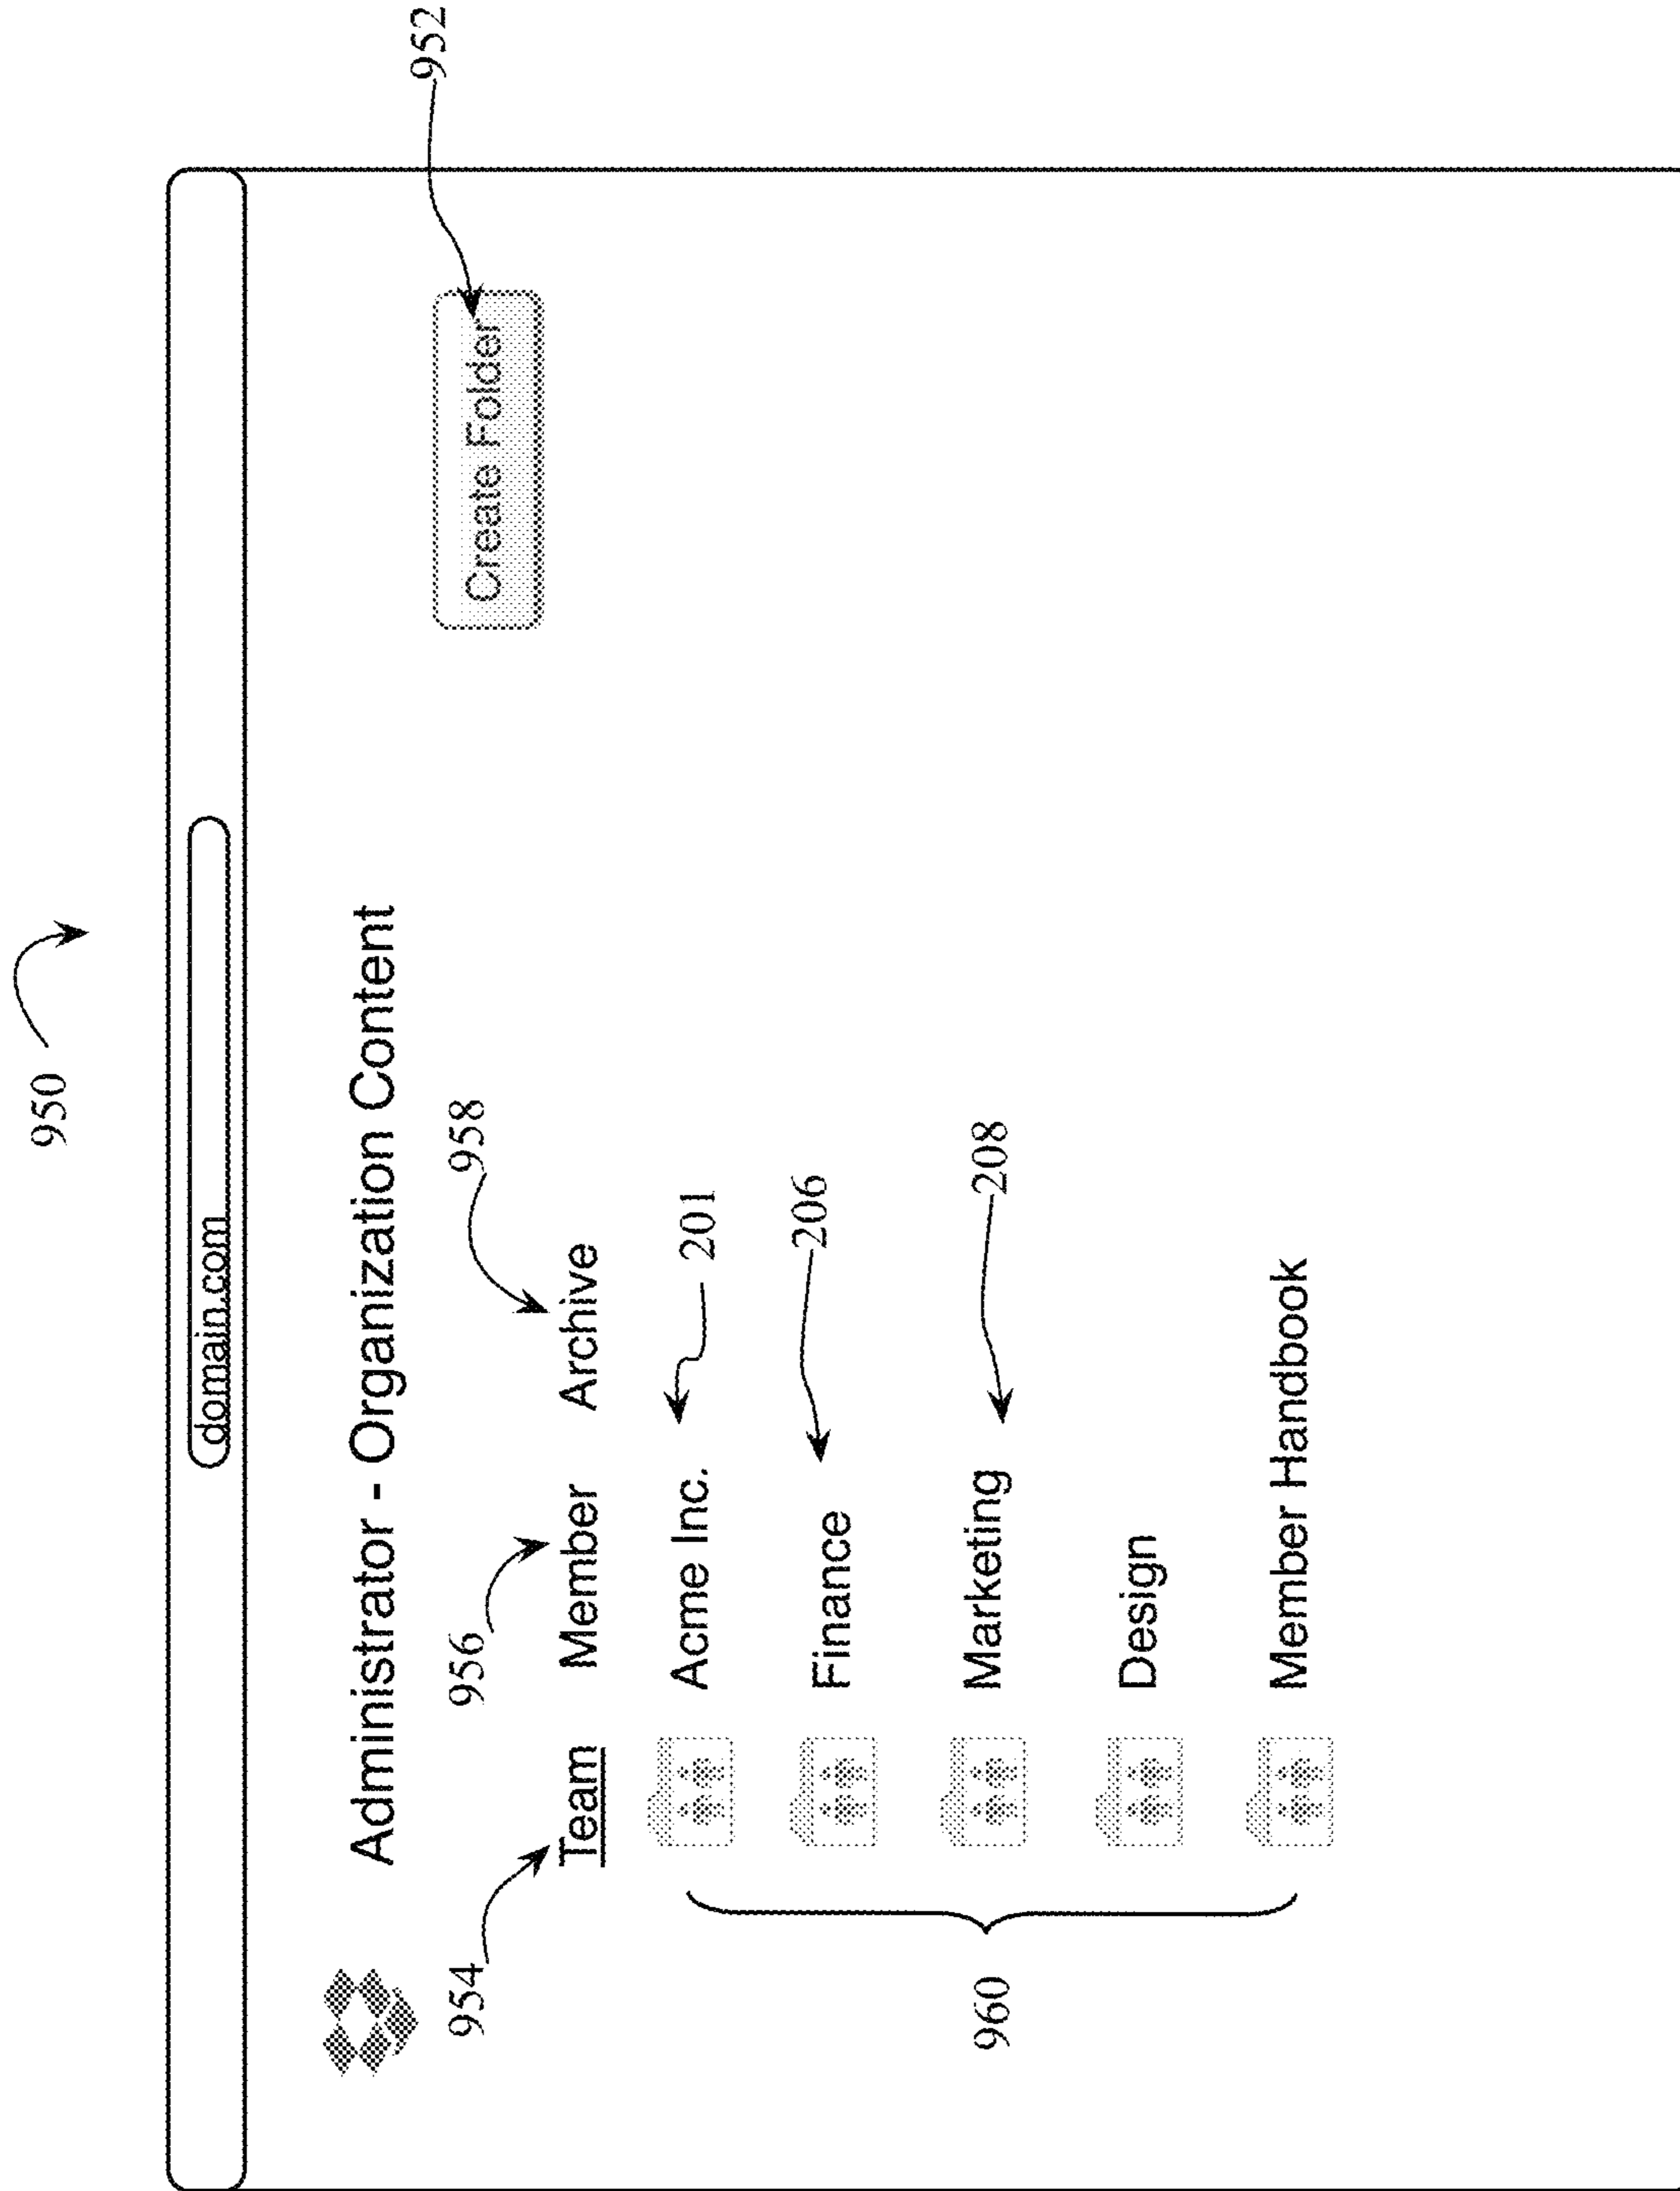 950
domain.com
952
Administrator - Organization Content
954
956
958
Create Folder
Team Member Archive
Acme Inc. 201
Finance 206
Marketing 208
960
Design
Member Handbook